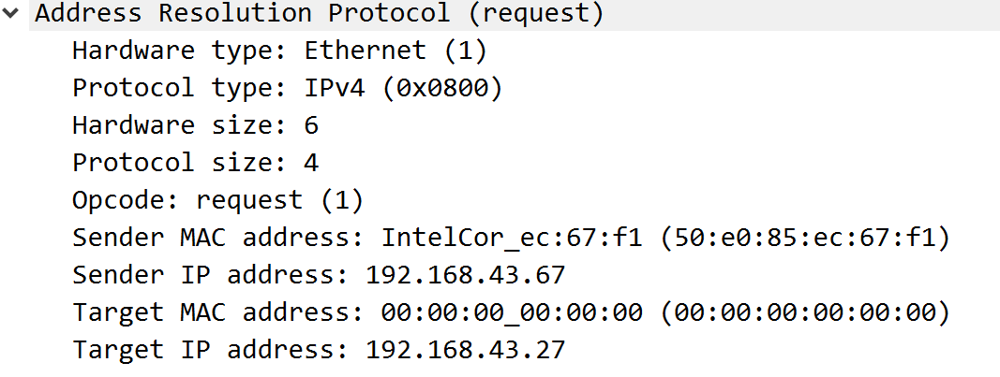 Address Resolution Protocol (request)
Hardware type: Ethernet (1)
Protocol type: IPv4 (0x0800)
Hardware size: 6
Protocol size: 4
Opcode: request (1)
Sender MAC address: IntelCor_ec:67:f1 (50:e0:85:ec:67:f1)
Sender IP address: 192.168.43.67
Target MAC address: 00:00:00_00:00:00 (00:00:00:00:00:00)
Target IP address: 192.168.43.27